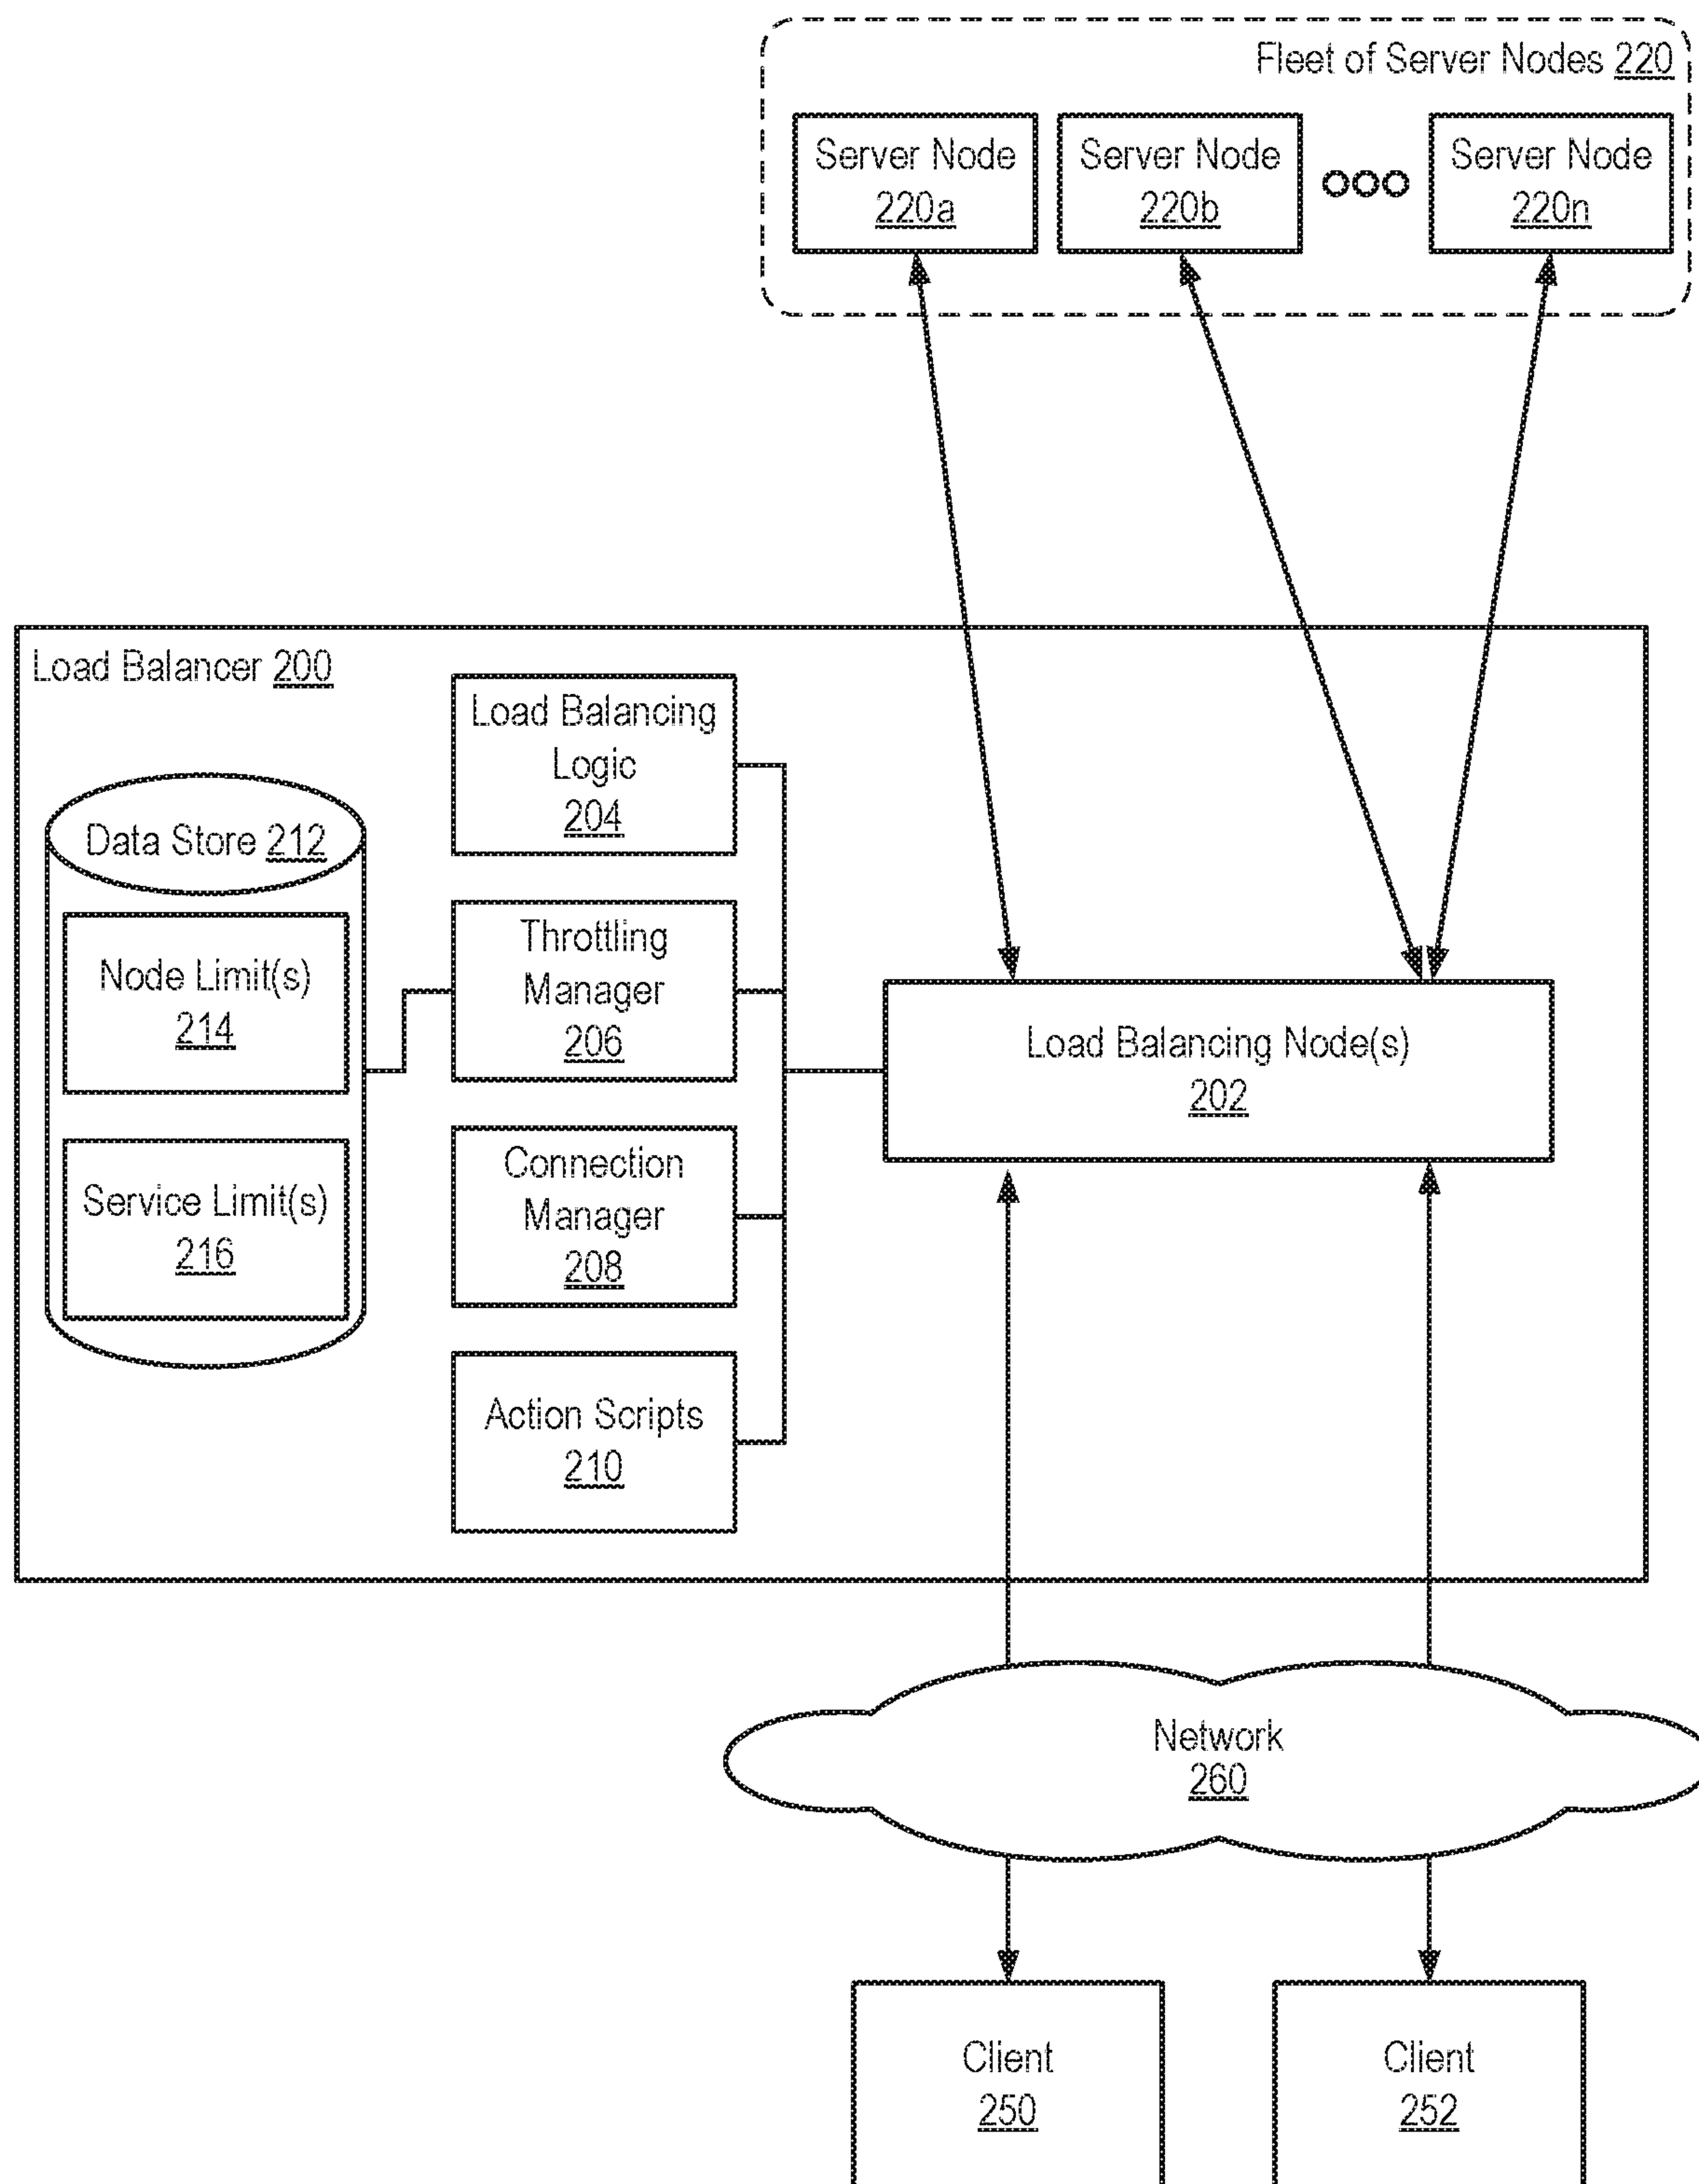 Fleet of Server Nodes 220
Server Node
220a
Server Node
220b
Server Node
220n
Load Balancer 200
Load Balancing
Logic
204
Data Store 212
Node Limit(s)
214
Service Limit(s)
216
Throttling
Manager
206
Connection
Manager
208
Action Scripts
210
Load Balancing Node(s)
202
Network
260
Client
250
Client
252